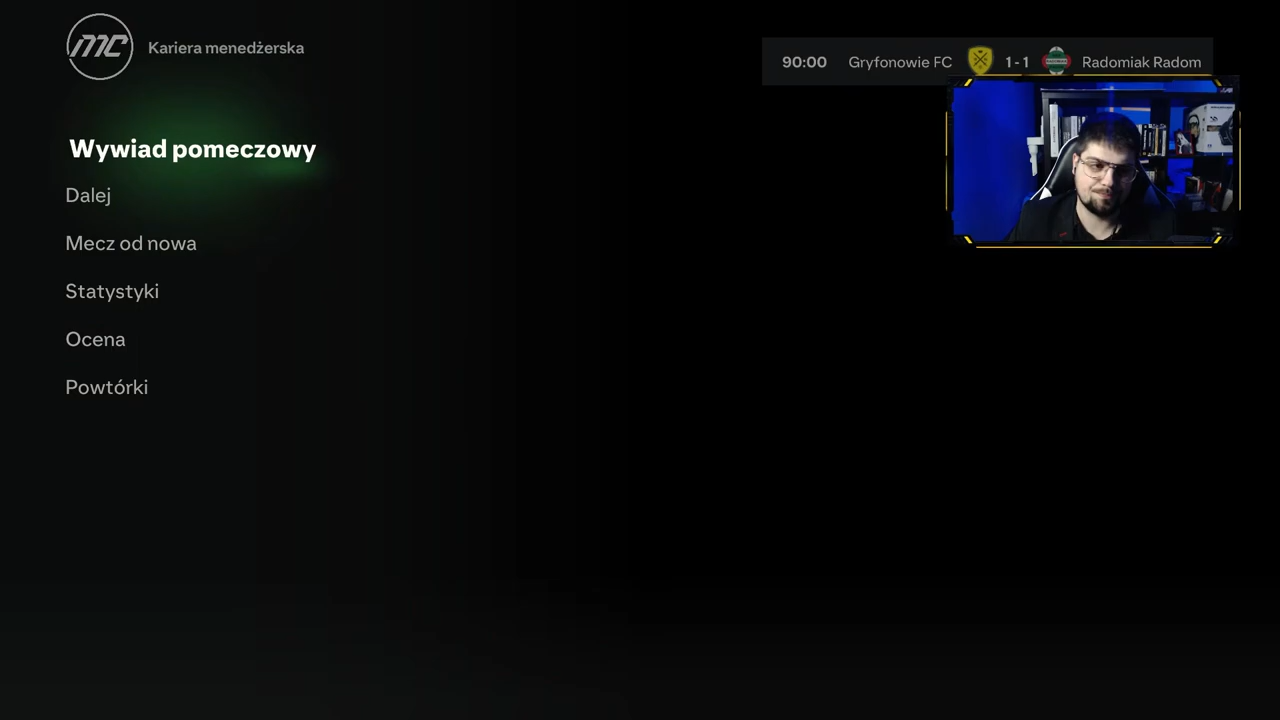 MC Kariera menedżerska
90:00 Gryfonowie FC 1 - 1 Radomiak Radom
Wywiad pomeczowy
Dalej
Mecz od nowa
Statystyki
Ocena
Powtórki